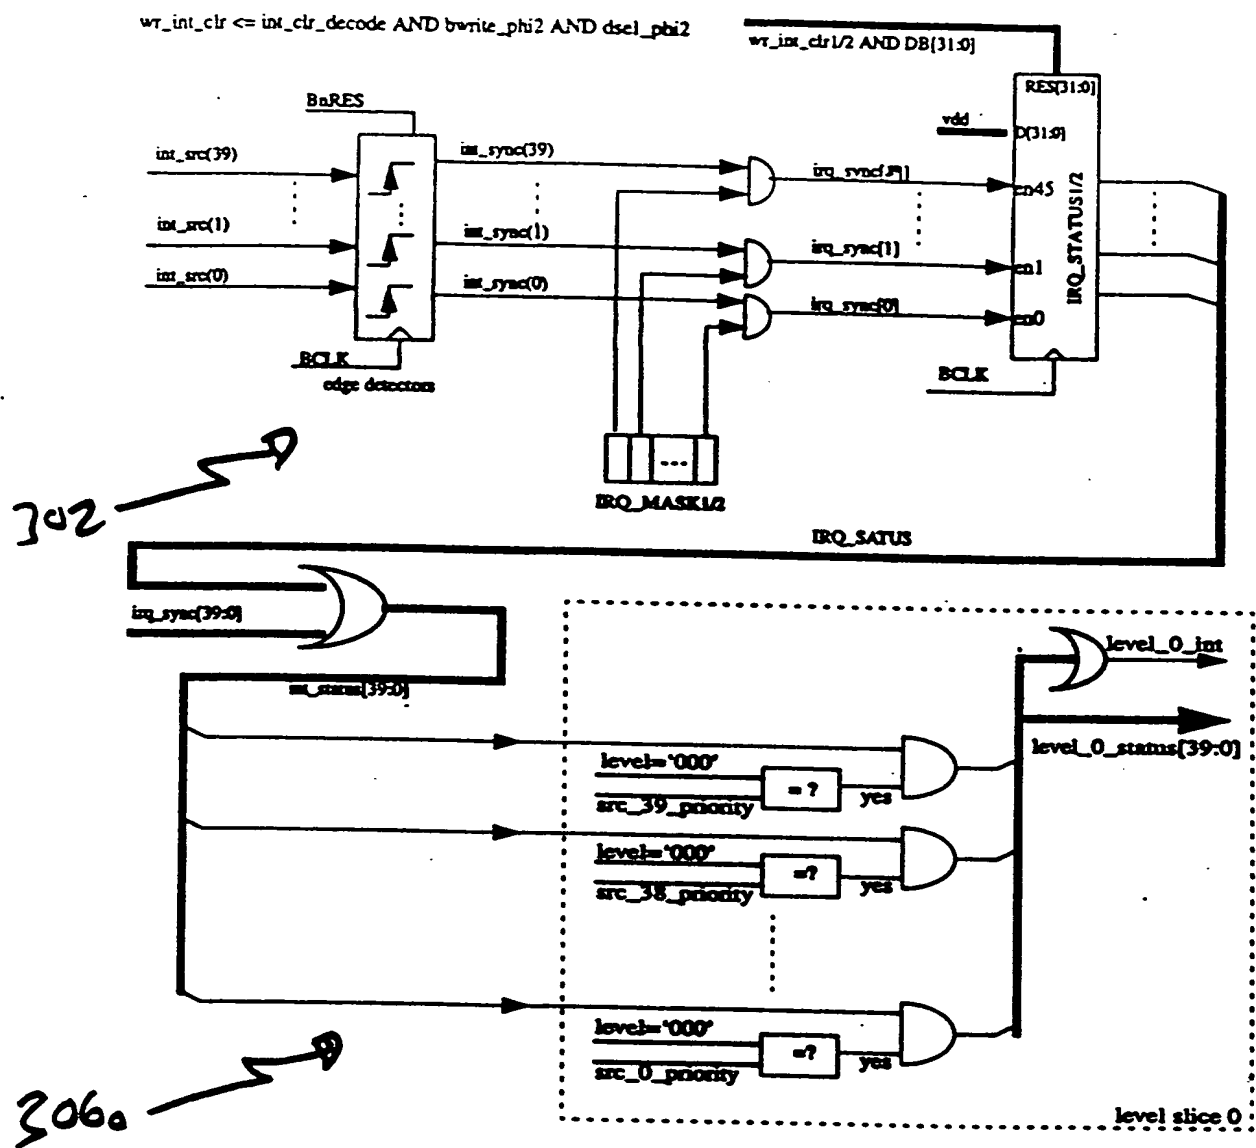 wr_int_clr <= int_clr_decode AND bwrite_phi2 AND dsel_phi2
wr_int_clr1/2 AND DB[31:0]
RES[31:0]
BnRES
vdd
D[31:0]
int_src(39)
int_sync(39)
irq_sync[39]
en45
int_src(1)
int_sync(1)
irq_sync[1]
en1
int_src(0)
int_sync(0)
irq_sync[0]
en0
IRQ_STATUS1/2
BCLK
edge detectors
BCLK
302
----
IRQ_MASK1/2
IRQ_SATUS
irq_sync[39:0]
int_status[39:0]
level_0_int
level_0_status[39:0]
level='000'
= ?
yes
src_39_priority
level='000'
=?
yes
src_38_priority
level='000'
=?
yes
src_0_priority
306a
level slice 0